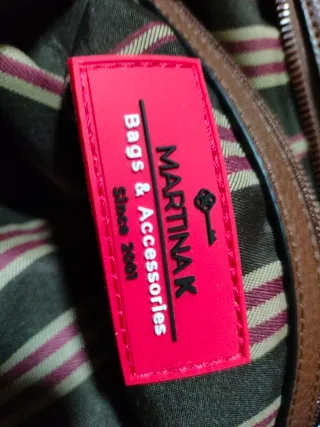 MARTINA K
Bags & Accessories
Since 2001